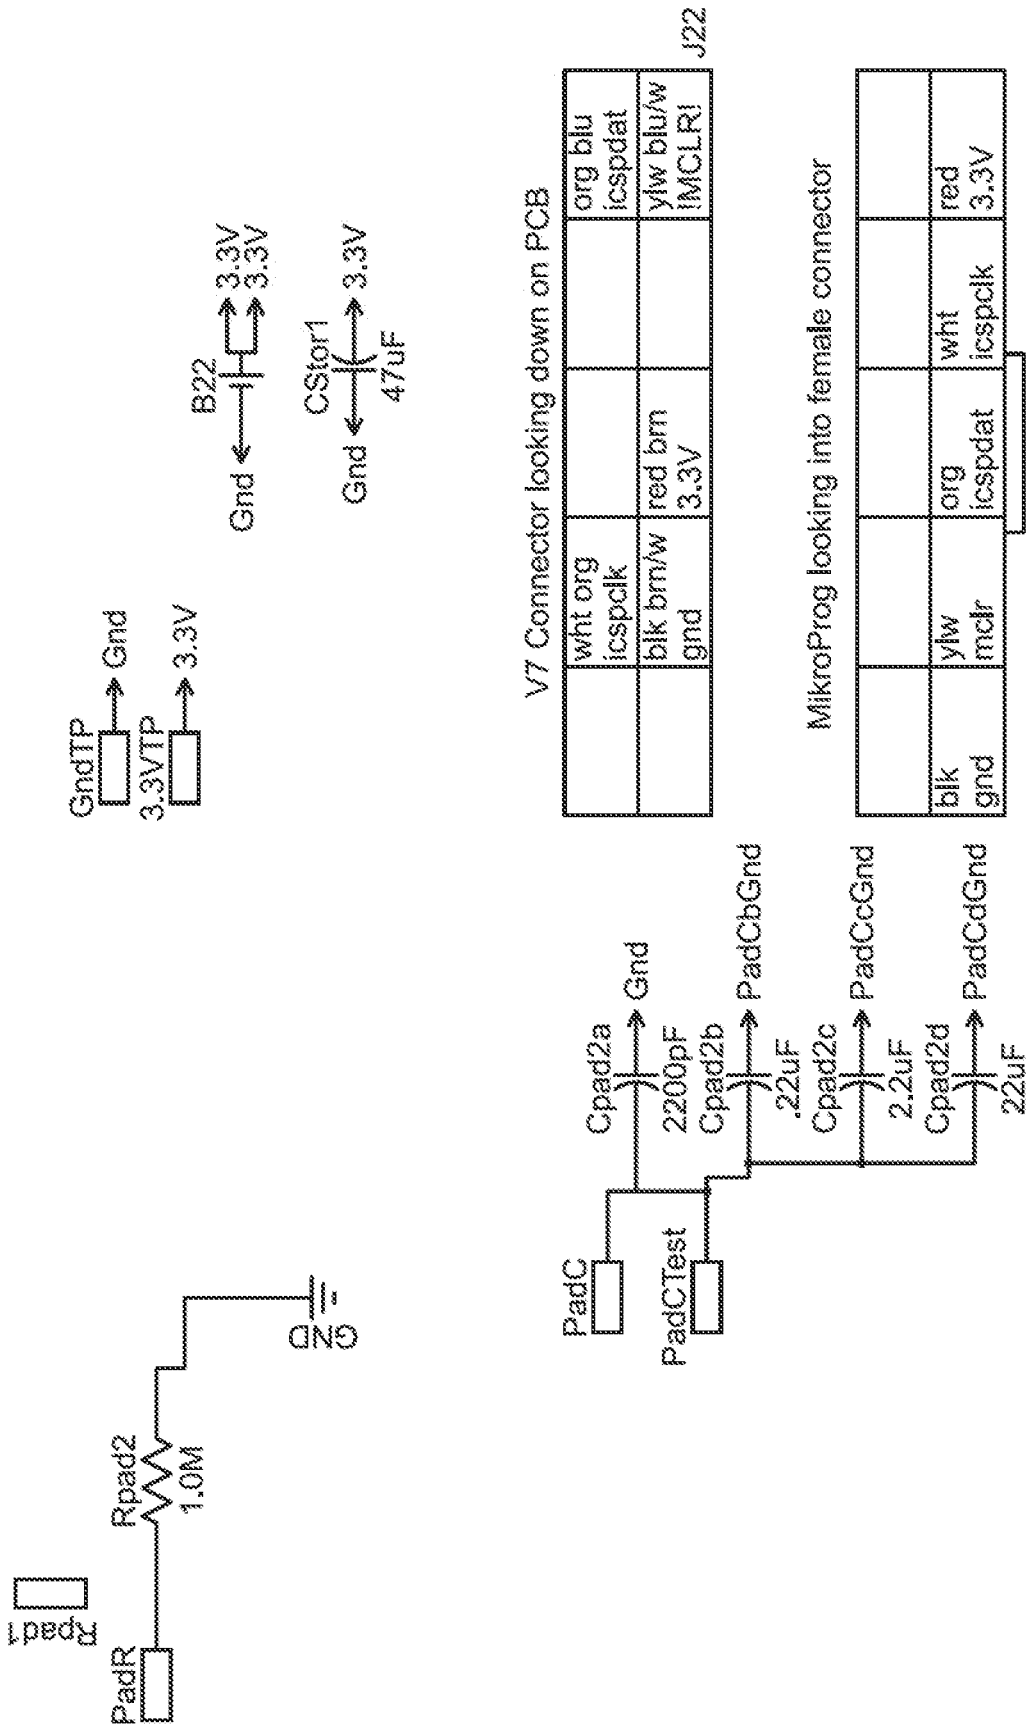 Rpad1
PadR
Rpad2
1.0M
GND
GndTP
Gnd
3.3VTP
3.3V
B22
Gnd
3.3V
3.3V
CStor1
Gnd
3.3V
47uF
PadC
PadCTest
Cpad2a
Gnd
2200pF
Cpad2b
PadCbGnd
.22uF
Cpad2c
PadCcGnd
2.2uF
Cpad2d
PadCdGnd
22uF
V7 Connector looking down on PCB
wht org
icspclk
org blu
icspdat
blk brn/w
gnd
red brn
3.3V
ylw blu/w
!MCLR!
J22
MikroProg looking into female connector
blk
gnd
ylw
mclr
org
icspdat
wht
icspclk
red
3.3V